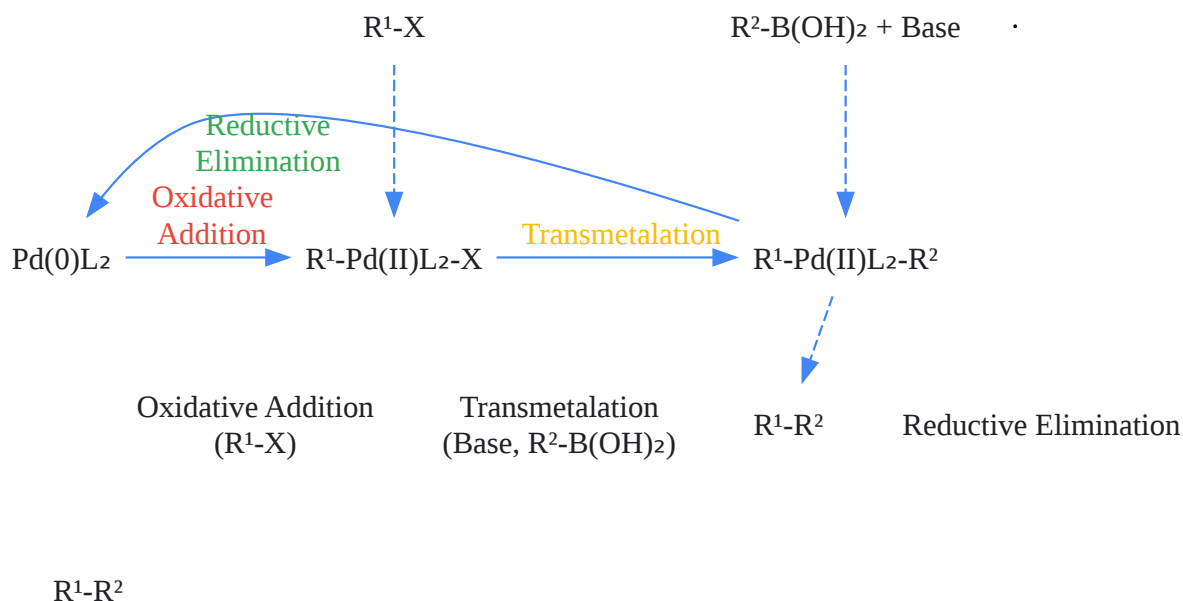 R¹-X
R²-B(OH)₂ + Base
·
Reductive
Elimination
Oxidative
Addition
Transmetalation
Pd(0)L₂
R¹-Pd(II)L₂-X
R¹-Pd(II)L₂-R²
Oxidative Addition
(R¹-X)
Transmetalation
(Base, R²-B(OH)₂)
R¹-R²
Reductive Elimination
R¹-R²